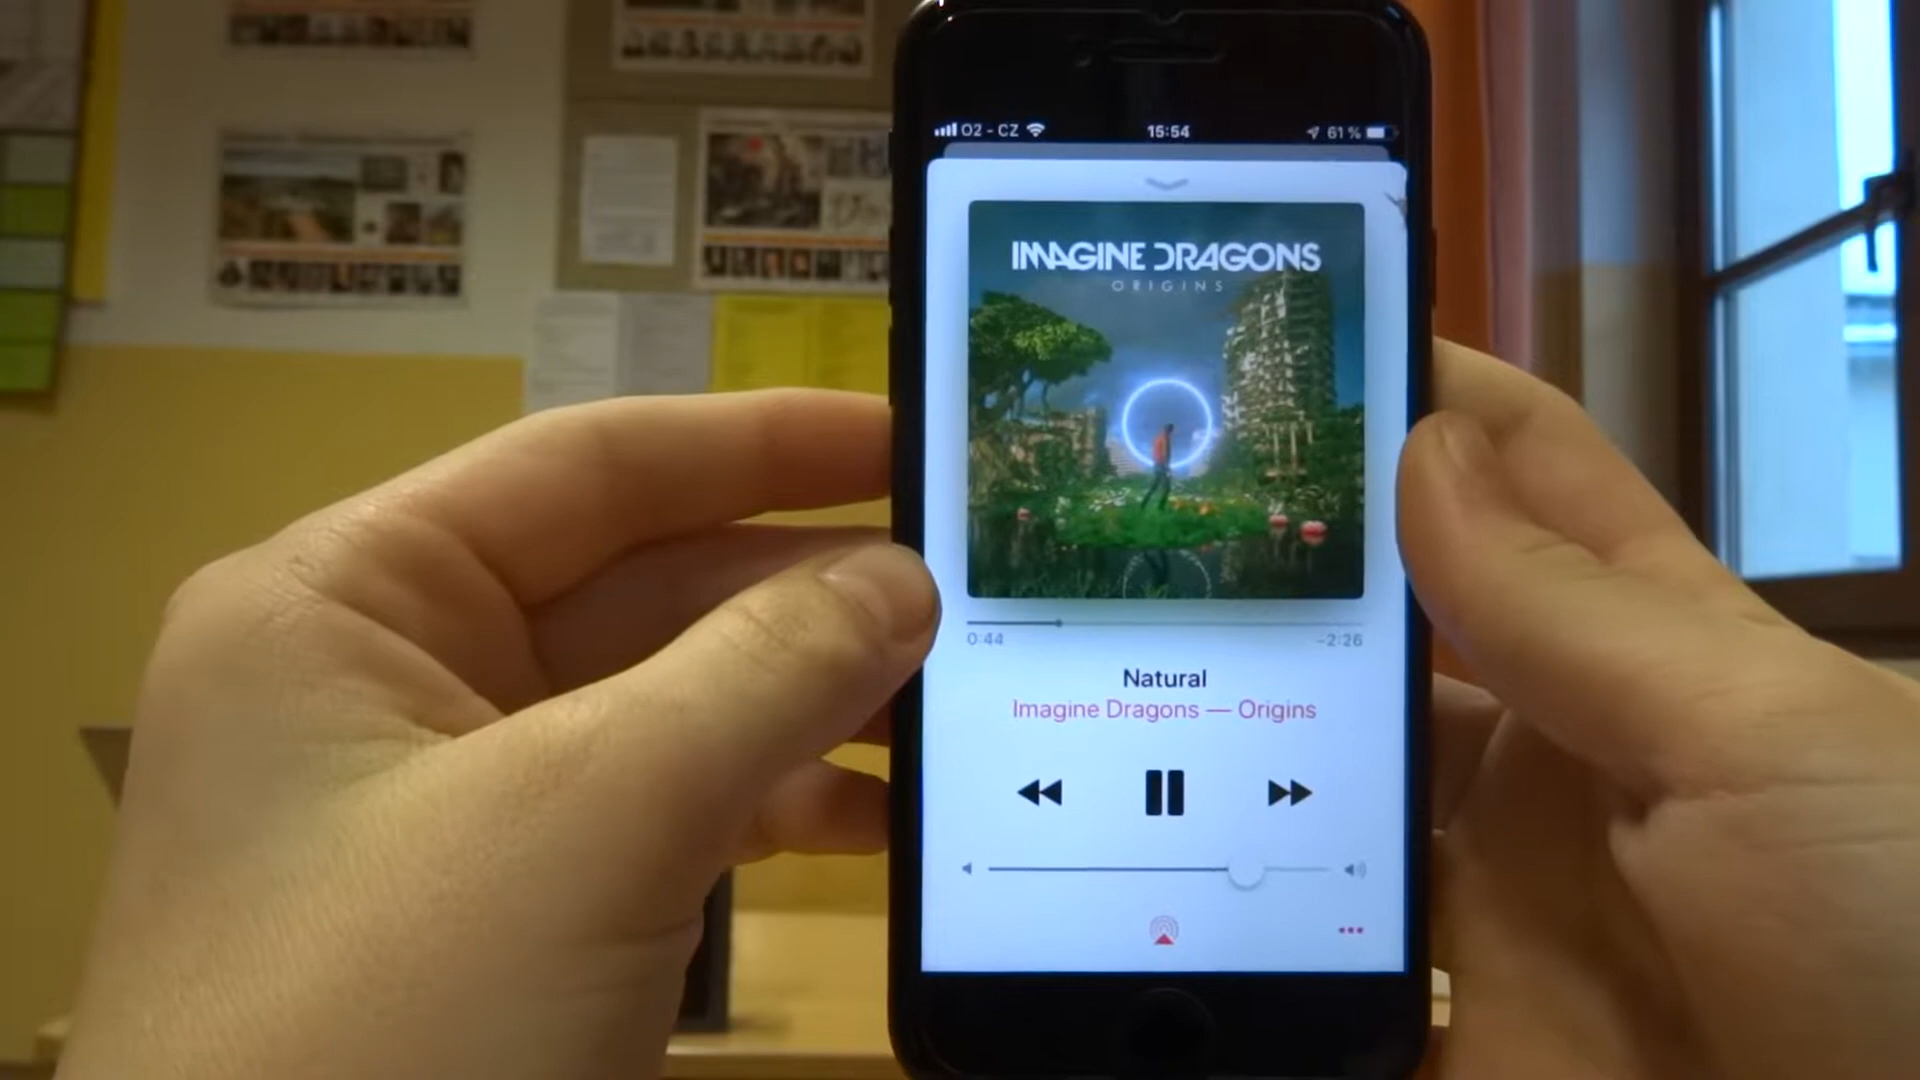 O2 - CZ 15:54 61 %
IMAGINE DRAGONS
ORIGINS
0:44 -2:26
Natural
Imagine Dragons — Origins